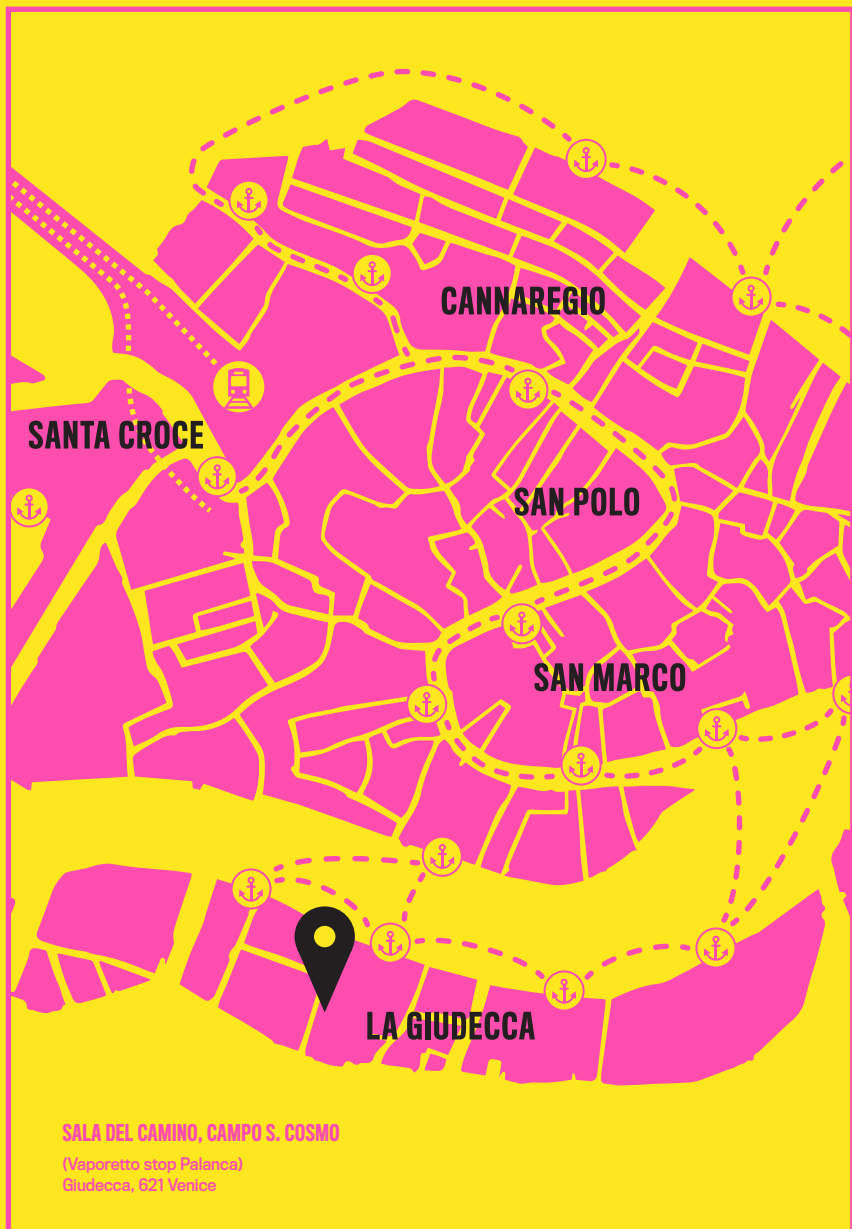 CANNAREGIO
SANTA CROCE
SAN POLO
SAN MARCO
LA GIUDECCA
SALA DEL CAMINO, CAMPO S. COSMO
(Vaporetto stop Palanca)
Giudecca, 621 Venice